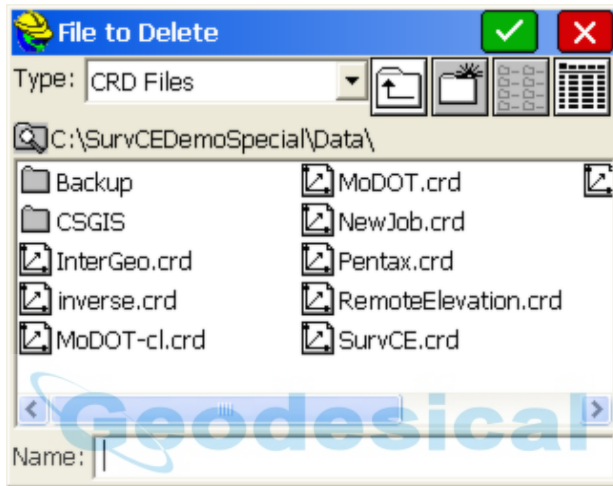 File to Delete
Type: CRD Files
C:\SurvCEDemoSpecial\Data\
Backup
CSGIS
InterGeo.crd
inverse.crd
MoDOT-cl.crd
MoDOT.crd
NewJob.crd
Pentax.crd
RemoteElevation.crd
SurvCE.crd
Geodesical
Name: